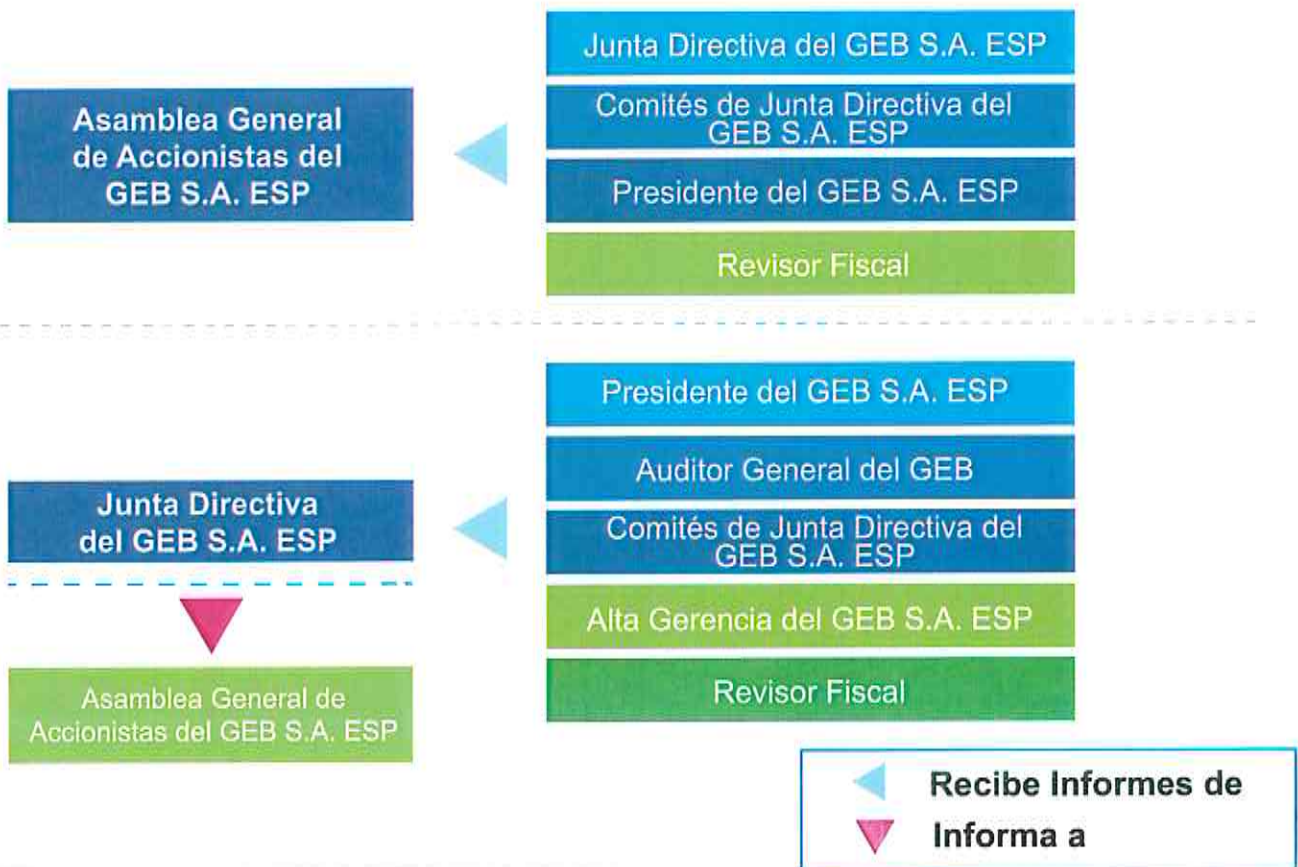 Asamblea General
de Accionistas del
GEB S.A. ESP
Junta Directiva del GEB S.A. ESP
Comités de Junta Directiva del
GEB S.A. ESP
Presidente del GEB S.A. ESP
Revisor Fiscal
Junta Directiva
del GEB S.A. ESP
Asamblea General de
Accionistas del GEB S.A. ESP
Presidente del GEB S.A. ESP
Auditor General del GEB
Comités de Junta Directiva del
GEB S.A. ESP
Alta Gerencia del GEB S.A. ESP
Revisor Fiscal
Recibe Informes de
Informa a